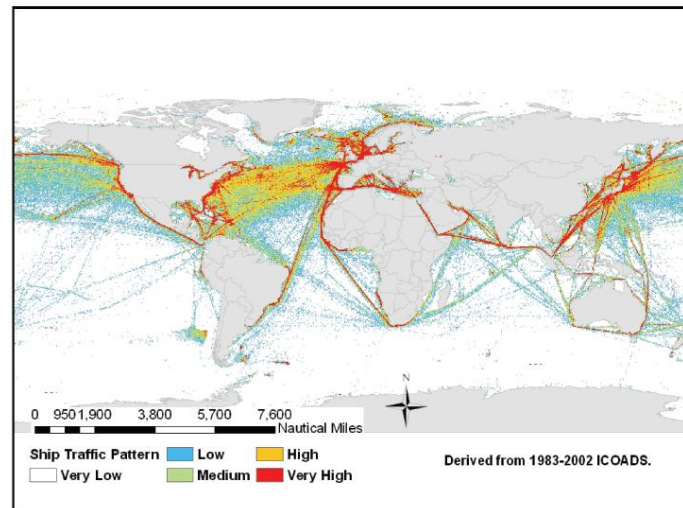 N
0 950 1,900 3,800 5,700 7,600
Nautical Miles
Ship Traffic Pattern Low High
Very Low Medium Very High
Derived from 1983-2002 ICOADS.